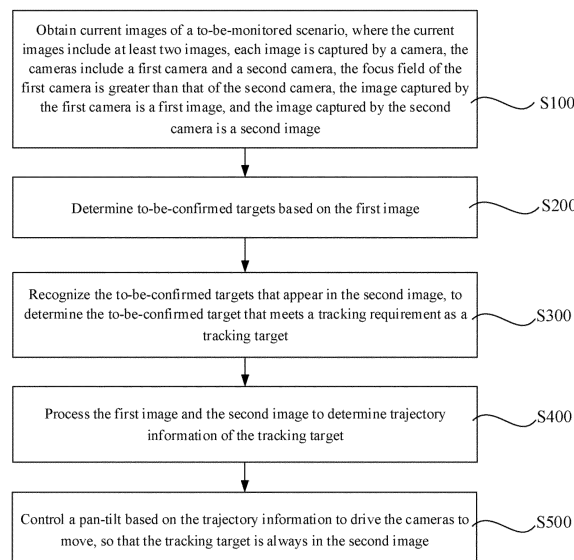 Obtain current images of a to-be-monitored scenario, where the current
images include at least two images, each image is captured by a camera, the
cameras include a first camera and a second camera, the focus field of the
first camera is greater than that of the second camera, the image captured by
the first camera is a first image, and the image captured by the second
camera is a second image
S100
Determine to-be-confirmed targets based on the first image
S200
Recognize the to-be-confirmed targets that appear in the second image, to
determine the to-be-confirmed target that meets a tracking requirement as a
tracking target
S300
Process the first image and the second image to determine trajectory
information of the tracking target
S400
Control a pan-tilt based on the trajectory information to drive the cameras to
move, so that the tracking target is always in the second image
S500